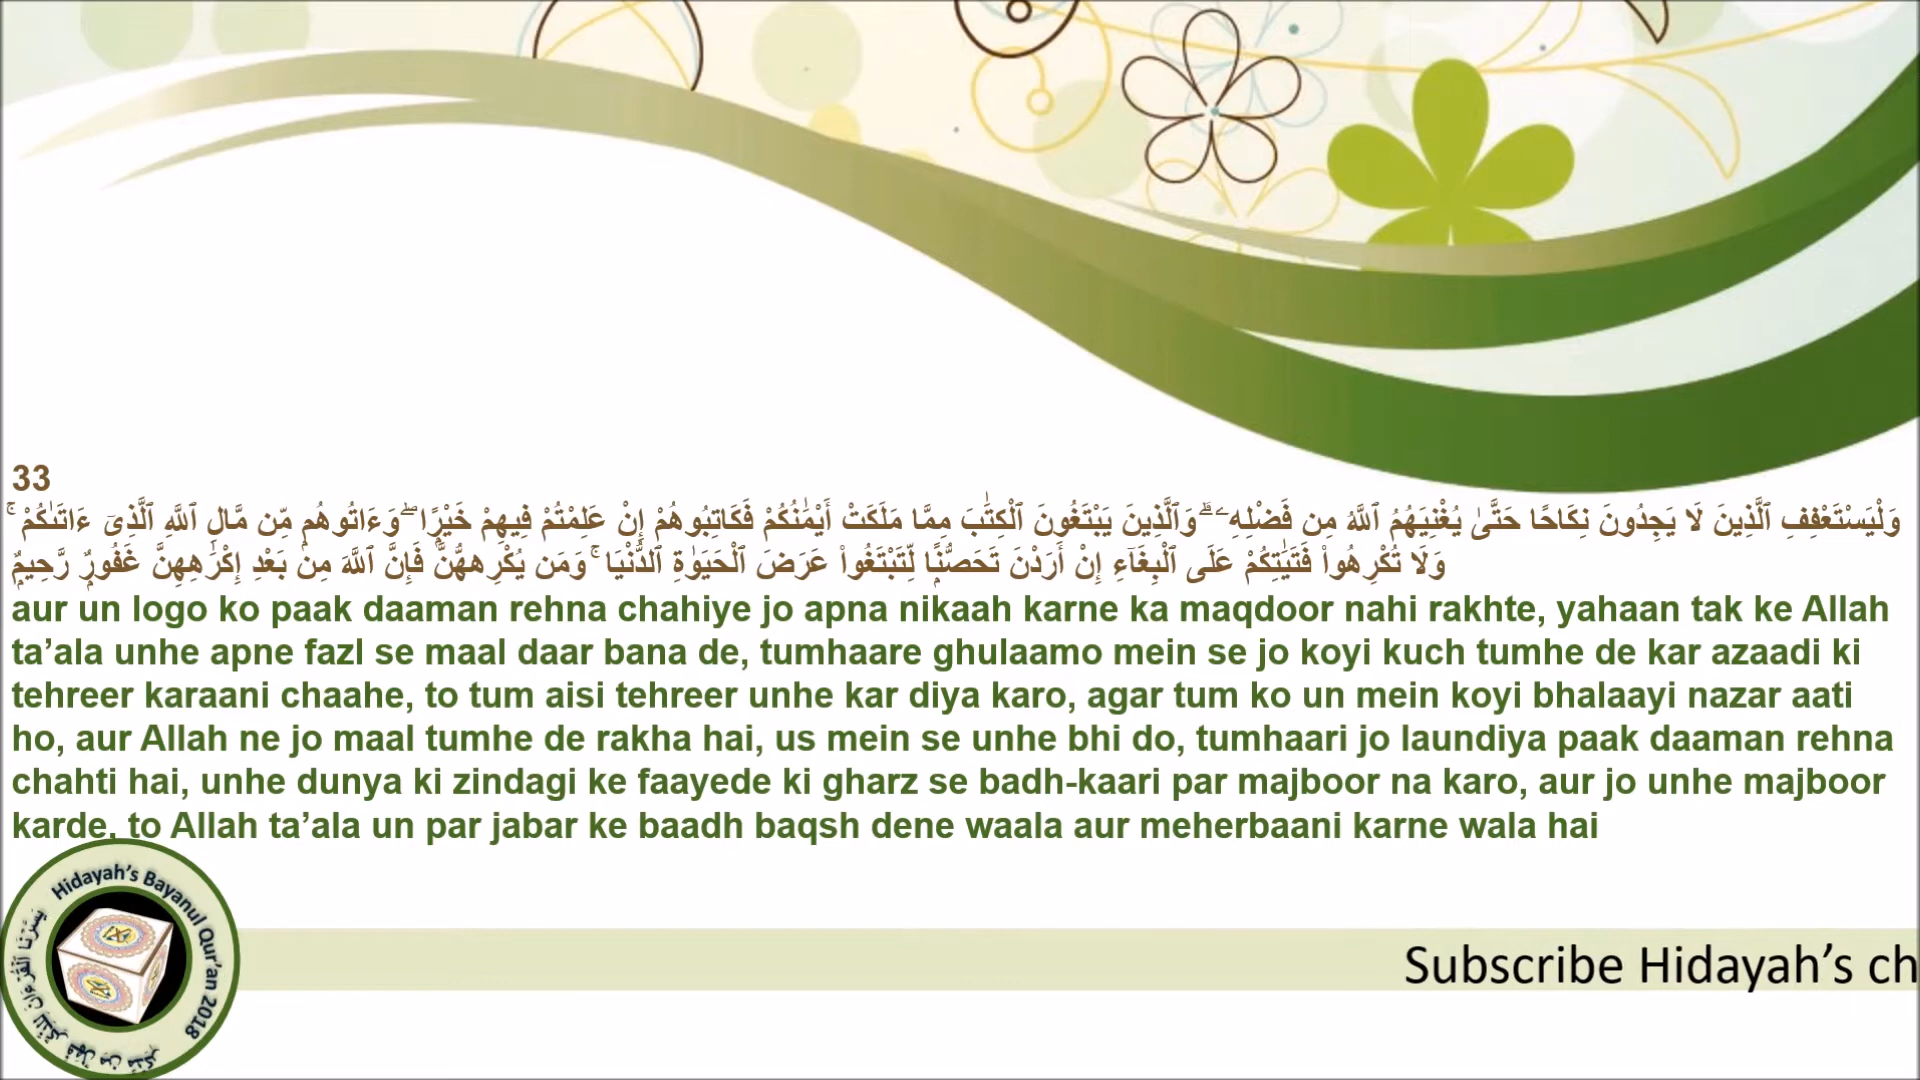 33
وَلْيَسْتَعْفِفِ ٱلَّذِينَ لَا يَجِدُونَ نِكَاحًا حَتَّىٰ يُغْنِيَهُمُ ٱللَّهُ مِن فَضْلِهِۦ ۗ وَٱلَّذِينَ يَبْتَغُونَ ٱلْكِتَٰبَ مِمَّا مَلَكَتْ أَيْمَٰنُكُمْ فَكَاتِبُوهُمْ إِنْ عَلِمْتُمْ فِيهِمْ خَيْرًا ۖ وَءَاتُوهُم مِّن مَّالِ ٱللَّهِ ٱلَّذِىٓ ءَاتَىٰكُمْ ۚ
وَلَا تُكْرِهُوا۟ فَتَيَٰتِكُمْ عَلَى ٱلْبِغَآءِ إِنْ أَرَدْنَ تَحَصُّنًا لِّتَبْتَغُوا۟ عَرَضَ ٱلْحَيَوٰةِ ٱلدُّنْيَا ۚ وَمَن يُكْرِههُّنَّ فَإِنَّ ٱللَّهَ مِنۢ بَعْدِ إِكْرَٰهِهِنَّ غَفُورٌ رَّحِيمٌ
aur un logo ko paak daaman rehna chahiye jo apna nikaah karne ka maqdoor nahi rakhte, yahaan tak ke Allah
ta’ala unhe apne fazl se maal daar bana de, tumhaare ghulaamo mein se jo koyi kuch tumhe de kar azaadi ki
tehreer karaani chaahe, to tum aisi tehreer unhe kar diya karo, agar tum ko un mein koyi bhalaayi nazar aati
ho, aur Allah ne jo maal tumhe de rakha hai, us mein se unhe bhi do, tumhaari jo laundiya paak daaman rehna
chahti hai, unhe dunya ki zindagi ke faayede ki gharz se badh-kaari par majboor na karo, aur jo unhe majboor
karde, to Allah ta’ala un par jabar ke baadh baqsh dene waala aur meherbaani karne wala hai
Hidayah’s Bayanul Qur’an 2018
يَسَّرْنَا ٱلْقُرْءَانَ لِلذِّكْرِ فَهَلْ مِن مُّدَّكِرٍ
Subscribe Hidayah’s ch